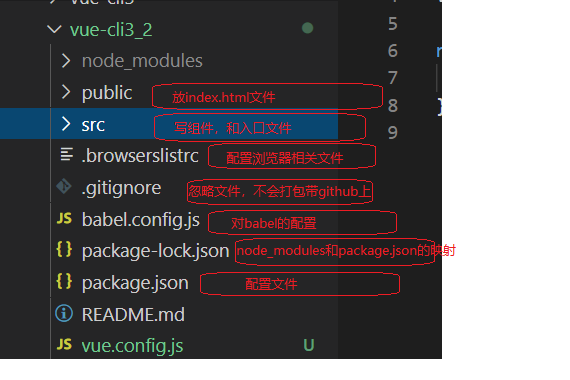 vue-cli3_2
5
node_modules
6
public 放index.html文件
7
8
src 写组件，和入口文件
9
.browserslistrc 配置浏览器相关文件
.gitignore 忽略文件，不会打包带github上
JS babel.config.js 对babel的配置
{} package-lock.json node_modules和package.json的映射
{} package.json 配置文件
README.md
JS vue.config.js U